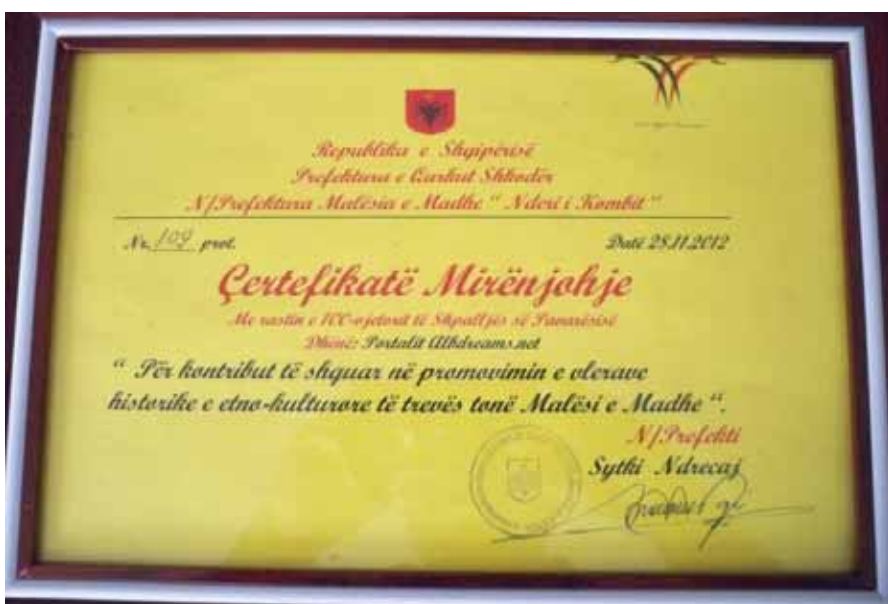 Republika e Shqipërisë
Prefektura e Qarkut Shkodër
N/Prefektura Malësia e Madhe " Nderi i Kombit "
Nr. 109 prot.
Datë 28.11.2012
Çertefikatë Mirënjohje
Me rastin e 100-vjetorit të Shpalljes së Pavarësisë
Dhënë: Portalit Albdreams.net
“ Për kontribut të shquar në promovimin e vlerave
historike e etno-kulturore të trevës tonë Malësi e Madhe “.
N/Prefekti
Sytki Ndrecaj